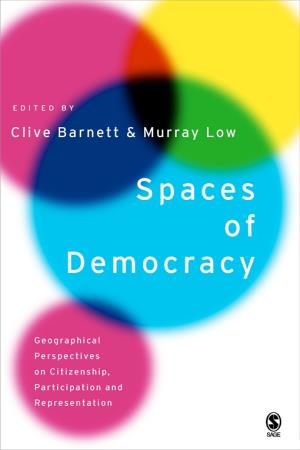 EDITED BY
Clive Barnett & Murray Low
Spaces
of
Democracy
Geographical
Perspectives
on Citizenship,
Participation and
Representation
S
SAGE